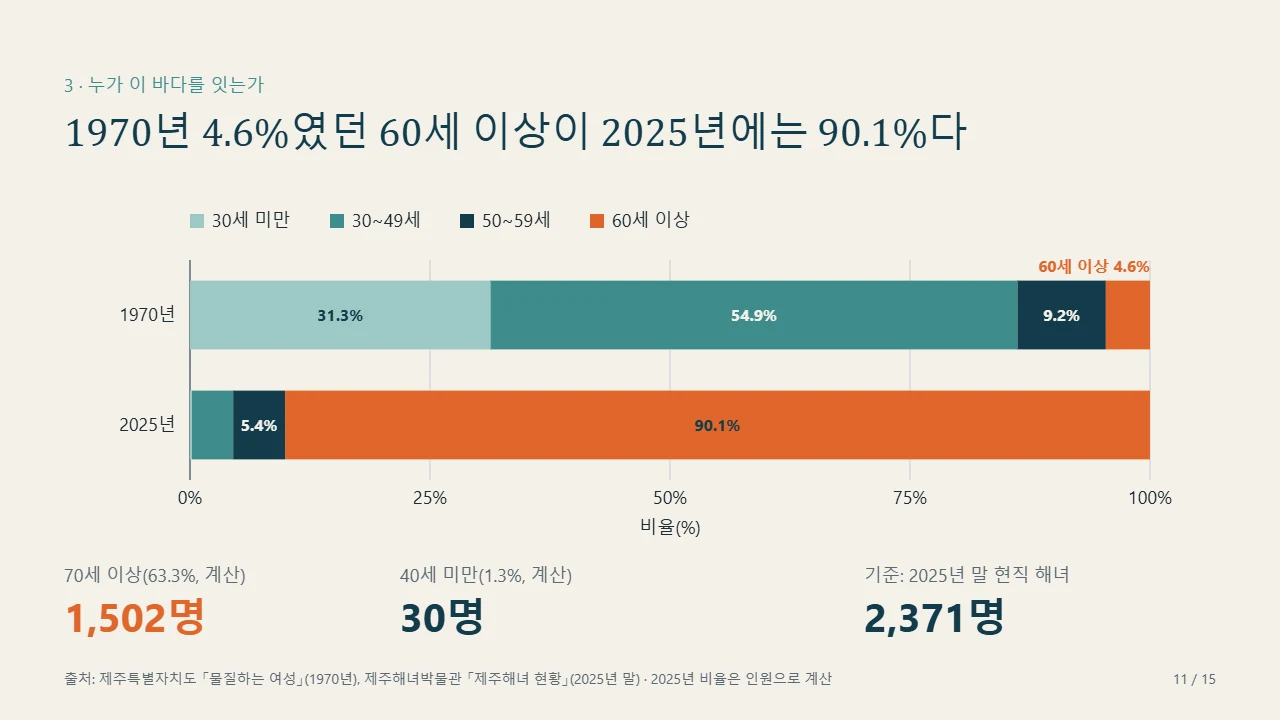 3 · 누가 이 바다를 잇는가
1970년 4.6%였던 60세 이상이 2025년에는 90.1%다
30세 미만 30~49세 50~59세 60세 이상
60세 이상 4.6%
1970년 31.3% 54.9% 9.2%
2025년 5.4% 90.1%
0% 25% 50% 75% 100%
비율(%)
70세 이상(63.3%, 계산) 40세 미만(1.3%, 계산) 기준: 2025년 말 현직 해녀
1,502명 30명 2,371명
출처: 제주특별자치도 「물질하는 여성」(1970년), 제주해녀박물관 「제주해녀 현황」(2025년 말) · 2025년 비율은 인원으로 계산 11 / 15